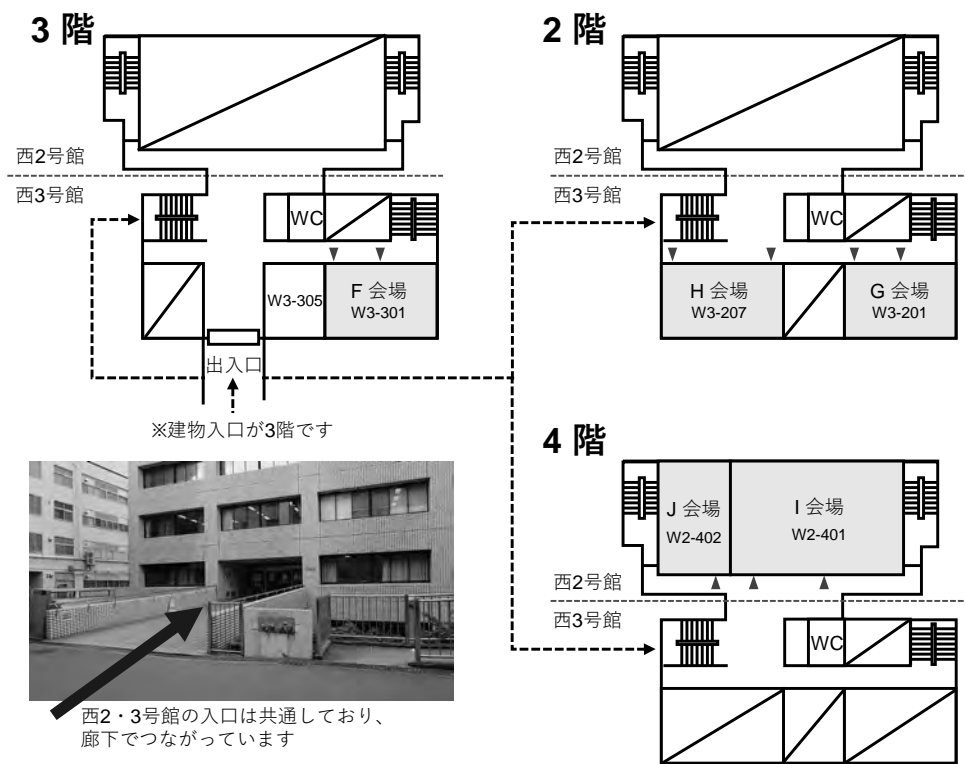 3 階
西2号館
西3号館
WC
W3-305
F 会場
W3-301
出入口
※建物入口が3階です
西2・3号館の入口は共通しており、
廊下でつながっています
2 階
西2号館
西3号館
WC
H 会場
W3-207
G 会場
W3-201
4 階
J 会場
W2-402
I 会場
W2-401
西2号館
西3号館
WC